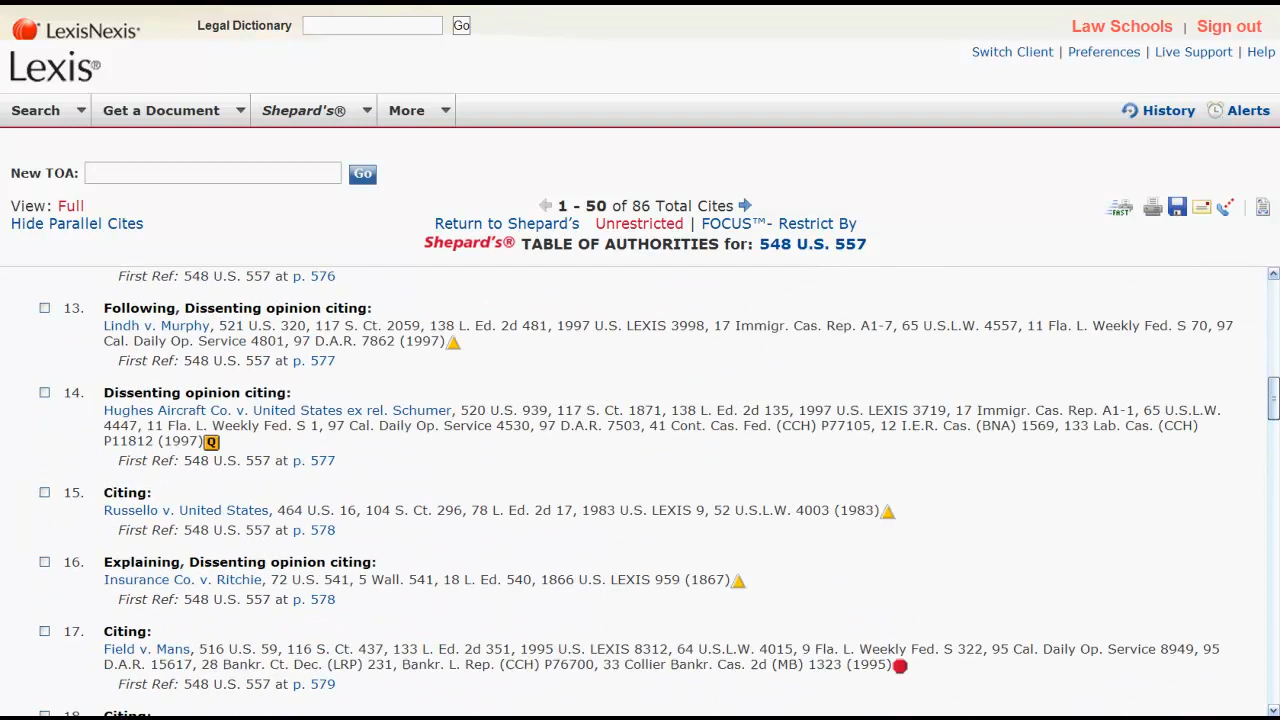 LexisNexis® Legal Dictionary Go Law Schools | Sign out
Lexis® Switch Client | Preferences | Live Support | Help
Search Get a Document Shepard's® More History Alerts
New TOA: Go
View: Full 1 - 50 of 86 Total Cites FAST
Hide Parallel Cites Return to Shepard's Unrestricted | FOCUS™- Restrict By
Shepard's® TABLE OF AUTHORITIES for: 548 U.S. 557
First Ref: 548 U.S. 557 at p. 576
13. Following, Dissenting opinion citing:
Lindh v. Murphy, 521 U.S. 320, 117 S. Ct. 2059, 138 L. Ed. 2d 481, 1997 U.S. LEXIS 3998, 17 Immigr. Cas. Rep. A1-7, 65 U.S.L.W. 4557, 11 Fla. L. Weekly Fed. S 70, 97
Cal. Daily Op. Service 4801, 97 D.A.R. 7862 (1997)
First Ref: 548 U.S. 557 at p. 577
14. Dissenting opinion citing:
Hughes Aircraft Co. v. United States ex rel. Schumer, 520 U.S. 939, 117 S. Ct. 1871, 138 L. Ed. 2d 135, 1997 U.S. LEXIS 3719, 17 Immigr. Cas. Rep. A1-1, 65 U.S.L.W.
4447, 11 Fla. L. Weekly Fed. S 1, 97 Cal. Daily Op. Service 4530, 97 D.A.R. 7503, 41 Cont. Cas. Fed. (CCH) P77105, 12 I.E.R. Cas. (BNA) 1569, 133 Lab. Cas. (CCH)
P11812 (1997) Q
First Ref: 548 U.S. 557 at p. 577
15. Citing:
Russello v. United States, 464 U.S. 16, 104 S. Ct. 296, 78 L. Ed. 2d 17, 1983 U.S. LEXIS 9, 52 U.S.L.W. 4003 (1983)
First Ref: 548 U.S. 557 at p. 578
16. Explaining, Dissenting opinion citing:
Insurance Co. v. Ritchie, 72 U.S. 541, 5 Wall. 541, 18 L. Ed. 540, 1866 U.S. LEXIS 959 (1867)
First Ref: 548 U.S. 557 at p. 578
17. Citing:
Field v. Mans, 516 U.S. 59, 116 S. Ct. 437, 133 L. Ed. 2d 351, 1995 U.S. LEXIS 8312, 64 U.S.L.W. 4015, 9 Fla. L. Weekly Fed. S 322, 95 Cal. Daily Op. Service 8949, 95
D.A.R. 15617, 28 Bankr. Ct. Dec. (LRP) 231, Bankr. L. Rep. (CCH) P76700, 33 Collier Bankr. Cas. 2d (MB) 1323 (1995)
First Ref: 548 U.S. 557 at p. 579
18. Citing: